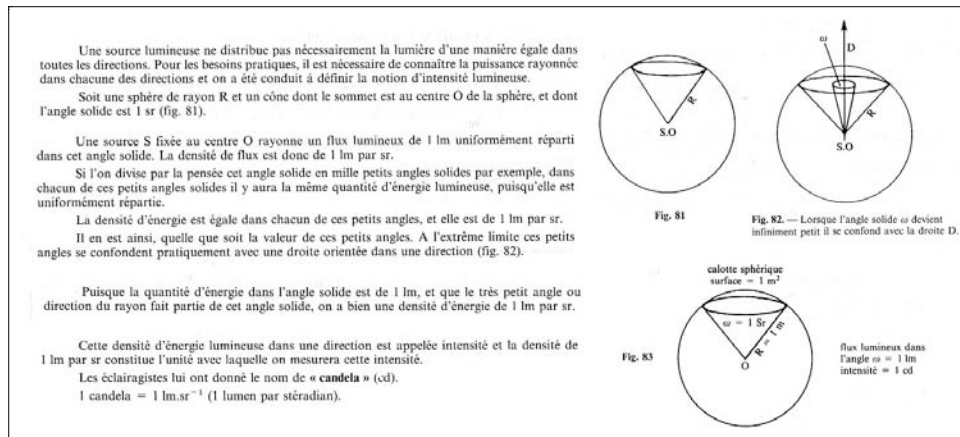 Une source lumineuse ne distribue pas nécessairement la lumière d'une manière égale dans
toutes les directions. Pour les besoins pratiques, il est nécessaire de connaître la puissance rayonnée
dans chacune des directions et on a été conduit à définir la notion d'intensité lumineuse.
Soit une sphère de rayon R et un cône dont le sommet est au centre O de la sphère, et dont
l'angle solide est 1 sr (fig. 81).
Une source S fixée au centre O rayonne un flux lumineux de 1 lm uniformément réparti
dans cet angle solide. La densité de flux est donc de 1 lm par sr.
Si l'on divise par la pensée cet angle solide en mille petits angles solides par exemple, dans
chacun de ces petits angles solides il y aura la même quantité d'énergie lumineuse, puisqu'elle est
uniformément répartie.
La densité d'énergie est égale dans chacun de ces petits angles, et elle est de 1 lm par sr.
Il en est ainsi, quelle que soit la valeur de ces petits angles. A l'extrême limite ces petits
angles se confondent pratiquement avec une droite orientée dans une direction (fig. 82).
Puisque la quantité d'énergie dans l'angle solide est de 1 lm, et que le très petit angle ou
direction du rayon fait partie de cet angle solide, on a bien une densité d'énergie de 1 lm par sr.
Cette densité d'énergie lumineuse dans une direction est appelée intensité et la densité de
1 lm par sr constitue l'unité avec laquelle on mesurera cette intensité.
Les éclairagistes lui ont donné le nom de « candela » (cd).
1 candela = 1 lm.sr⁻¹ (1 lumen par stéradian).
R
S.O
Fig. 81
ω
D
R
S.O
Fig. 82. — Lorsque l'angle solide ω devient
infiniment petit il se confond avec la droite D.
calotte sphérique
surface = 1 m²
ω = 1 Sr
R = 1 m
O
Fig. 83
flux lumineux dans
l'angle ω = 1 lm
intensité = 1 cd